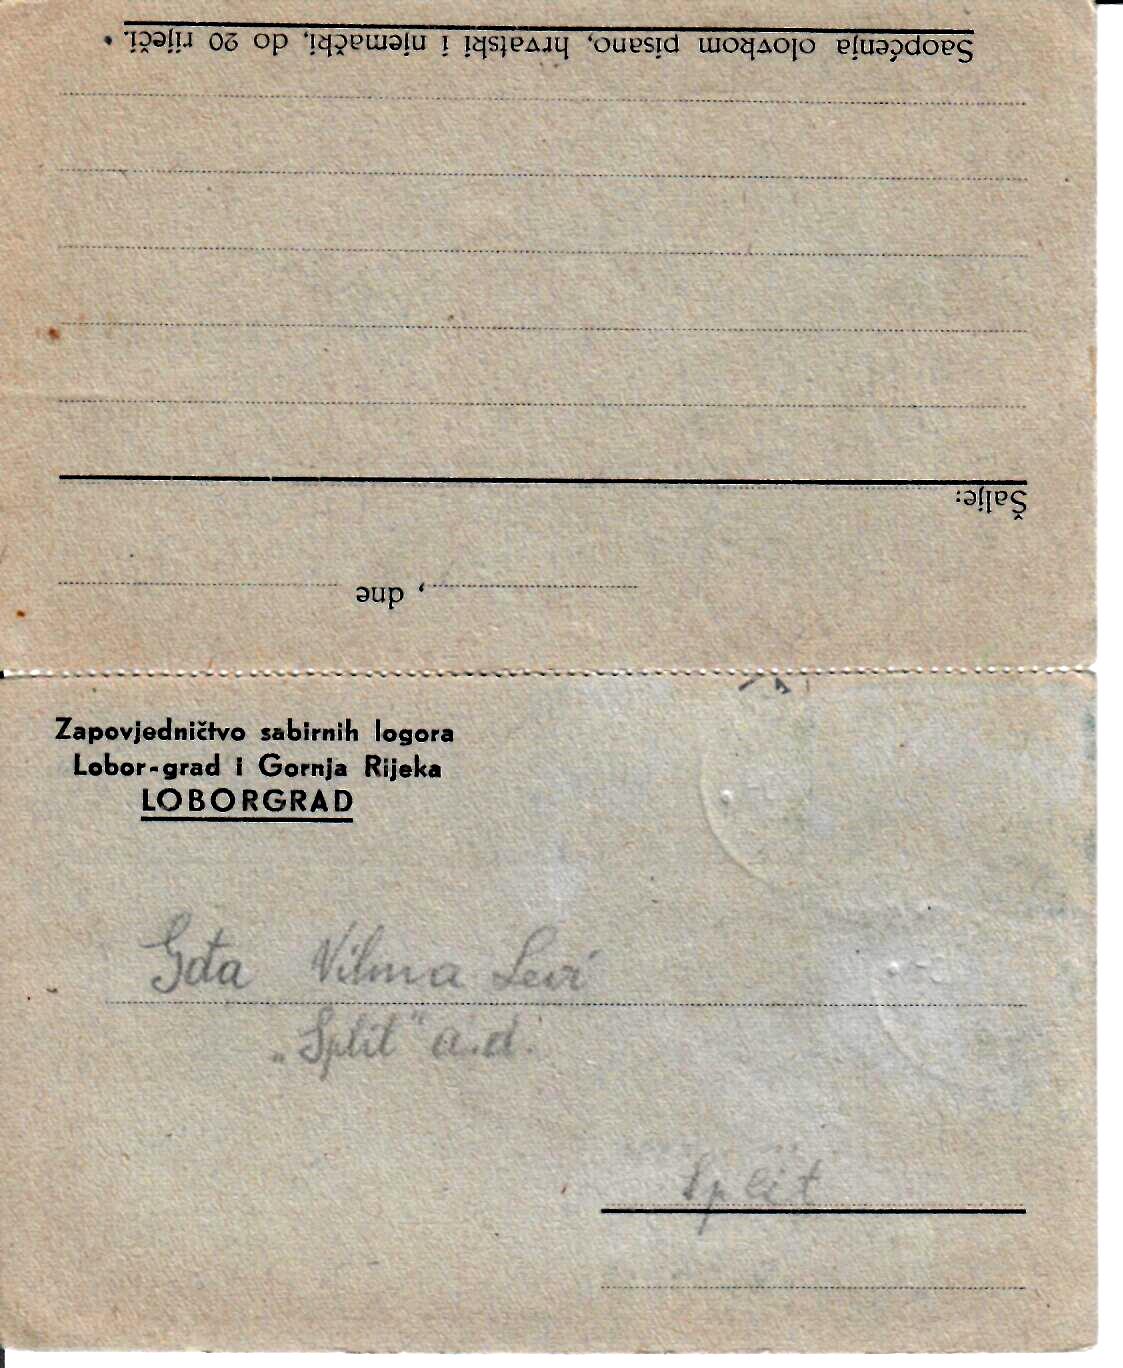 Saopćenja olovkom pisano, hrvatski i njemački, do 20 riječi.
Šalje:
, dne
Zapovjedničtvo sabirnih logora
Lobor-grad i Gornja Rijeka
LOBORGRAD
Gđa Vilma Levi
„Split" a.d.
Split